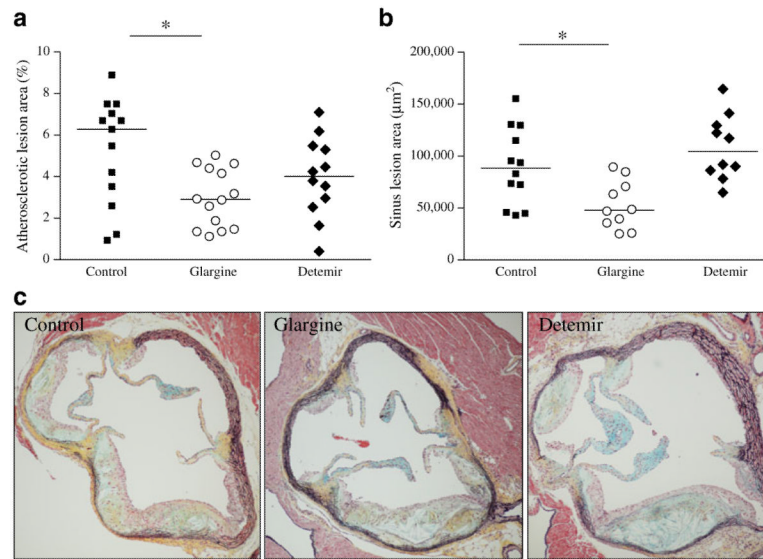 a
*
Atherosclerotic lesion area (%)
10
8
6
4
2
0
Control Glargine Detemir
b
*
Sinus lesion area (µm²)
200,000
150,000
100,000
50,000
0
Control Glargine Detemir
c
Control
Glargine
Detemir